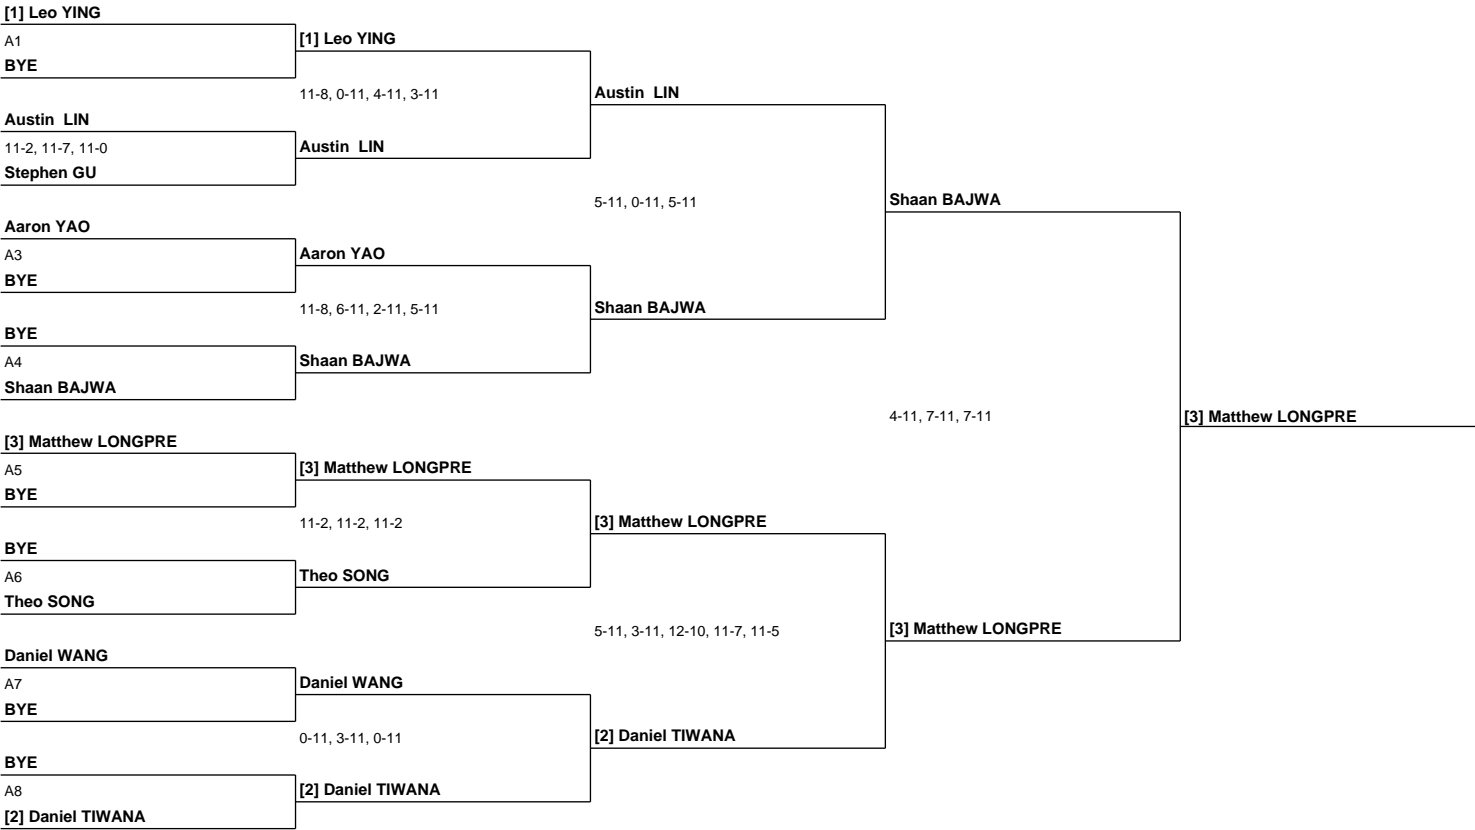 [1] Leo YING
A1
BYE
Austin  LIN
11-2, 11-7, 11-0
Stephen GU
Aaron YAO
A3
BYE
BYE
A4
Shaan BAJWA
[3] Matthew LONGPRE
A5
BYE
BYE
A6
Theo SONG
Daniel WANG
A7
BYE
BYE
A8
[2] Daniel TIWANA
[1] Leo YING
11-8, 0-11, 4-11, 3-11
Austin  LIN
Aaron YAO
11-8, 6-11, 2-11, 5-11
Shaan BAJWA
[3] Matthew LONGPRE
11-2, 11-2, 11-2
Theo SONG
Daniel WANG
0-11, 3-11, 0-11
[2] Daniel TIWANA
Austin  LIN
5-11, 0-11, 5-11
Shaan BAJWA
[3] Matthew LONGPRE
5-11, 3-11, 12-10, 11-7, 11-5
[2] Daniel TIWANA
Shaan BAJWA
4-11, 7-11, 7-11
[3] Matthew LONGPRE
[3] Matthew LONGPRE